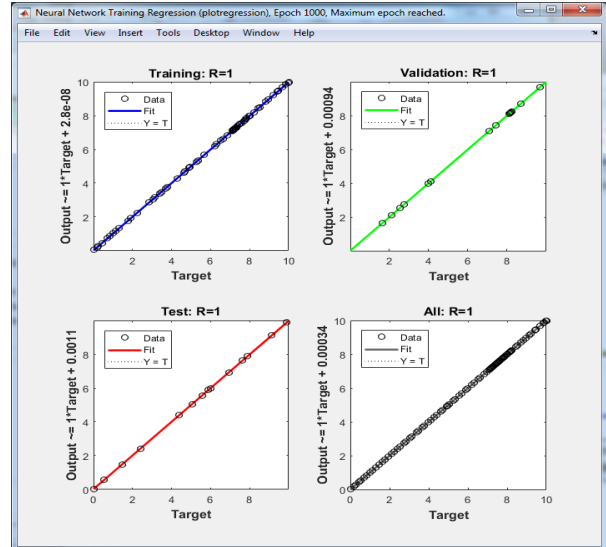 Neural Network Training Regression (plotregression), Epoch 1000, Maximum epoch reached.
File Edit View Insert Tools Desktop Window Help
Training: R=1
Output ~= 1*Target + 2.8e-08
10
8
6
4
2
Data
Fit
Y = T
2 4 6 8 10
Target
Validation: R=1
Output ~= 1*Target + 0.00094
8
6
4
2
Data
Fit
Y = T
2 4 6 8
Target
Test: R=1
Output ~= 1*Target + 0.0011
8
6
4
2
0
Data
Fit
Y = T
0 2 4 6 8
Target
All: R=1
Output ~= 1*Target + 0.00034
10
8
6
4
2
0
Data
Fit
Y = T
0 2 4 6 8 10
Target